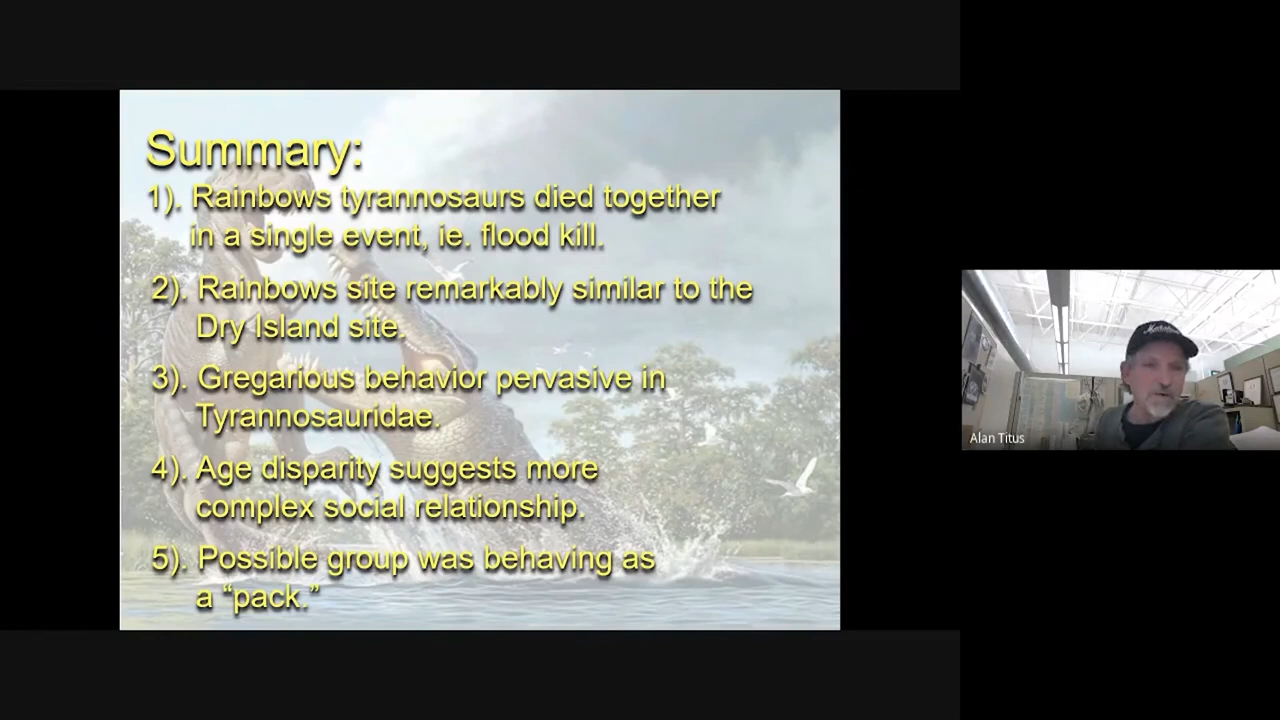 Summary:
1). Rainbows tyrannosaurs died together
in a single event, ie. flood kill.
2). Rainbows site remarkably similar to the
Dry Island site.
3). Gregarious behavior pervasive in
Tyrannosauridae.
4). Age disparity suggests more
complex social relationship.
5). Possible group was behaving as
a “pack.”
Alan Titus